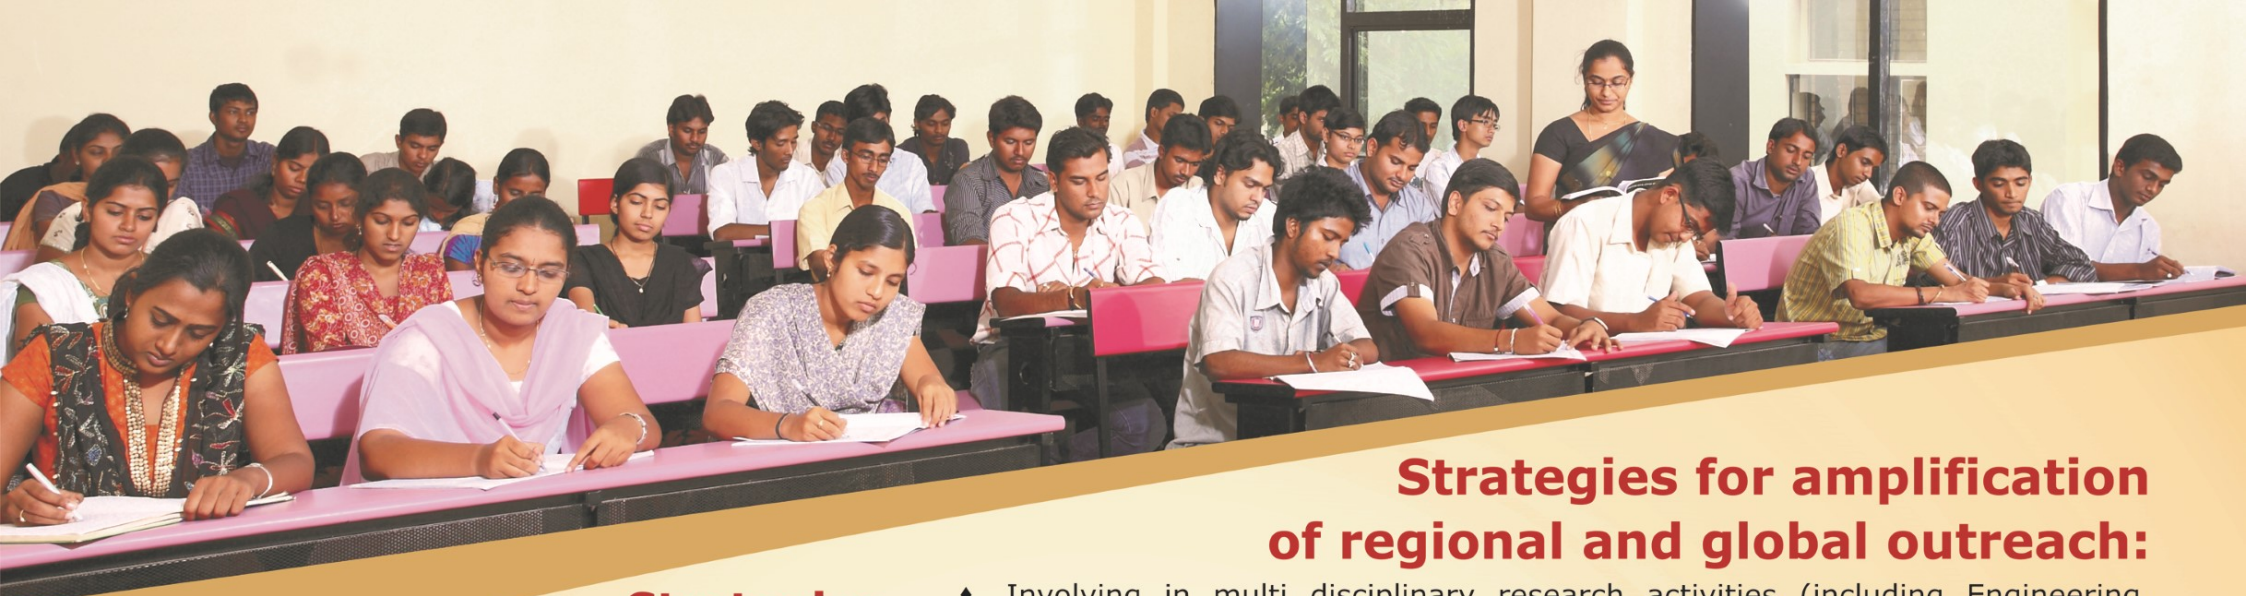 Strategies for amplification
of regional and global outreach:
♦ Involving in multi disciplinary research activities (including Engineering,